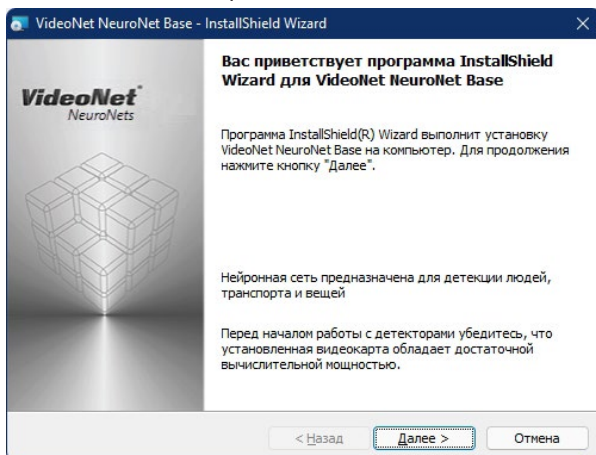 VideoNet NeuroNet Base - InstallShield Wizard
Вас приветствует программа InstallShield
Wizard для VideoNet NeuroNet Base
VideoNet
NeuroNets
Программа InstallShield(R) Wizard выполнит установку
VideoNet NeuroNet Base на компьютер. Для продолжения
нажмите кнопку "Далее".
Нейронная сеть предназначена для детекции людей,
транспорта и вещей
Перед началом работы с детекторами убедитесь, что
установленная видеокарта обладает достаточной
вычислительной мощностью.
< Назад Далее > Отмена